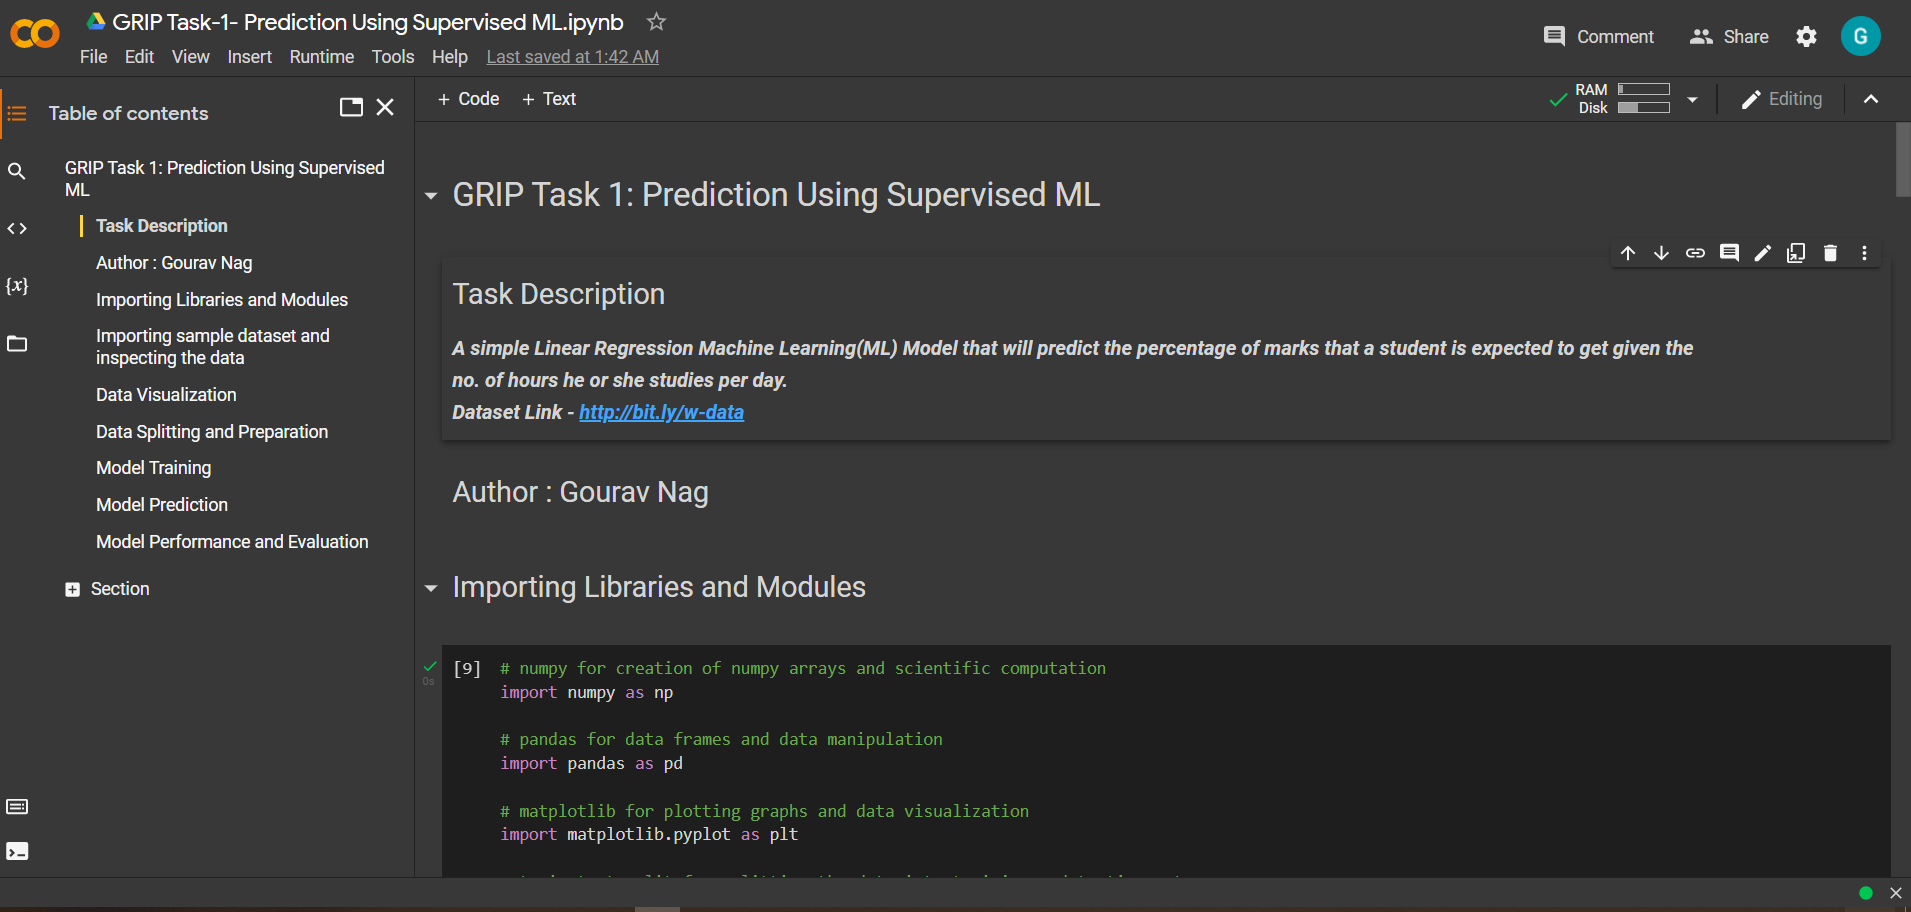 GRIP Task-1- Prediction Using Supervised ML.ipynb
File Edit View Insert Runtime Tools Help Last saved at 1:42 AM
Comment Share G
Table of contents
+ Code + Text
RAM
Disk
Editing
GRIP Task 1: Prediction Using Supervised
ML
Task Description
Author : Gourav Nag
Importing Libraries and Modules
Importing sample dataset and
inspecting the data
Data Visualization
Data Splitting and Preparation
Model Training
Model Prediction
Model Performance and Evaluation
Section
{x}
GRIP Task 1: Prediction Using Supervised ML
Task Description
A simple Linear Regression Machine Learning(ML) Model that will predict the percentage of marks that a student is expected to get given the
no. of hours he or she studies per day.
Dataset Link - http://bit.ly/w-data
Author : Gourav Nag
Importing Libraries and Modules
0s
[9] # numpy for creation of numpy arrays and scientific computation
import numpy as np
# pandas for data frames and data manipulation
import pandas as pd
# matplotlib for plotting graphs and data visualization
import matplotlib.pyplot as plt